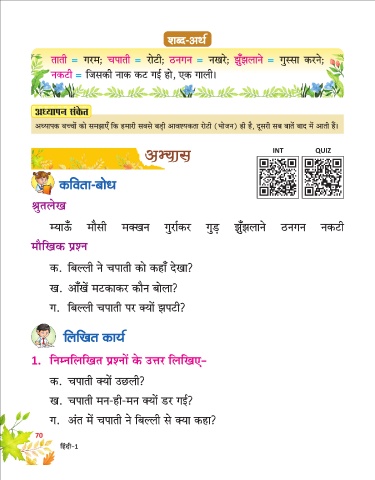 शब्द-अर्थ
ताती = गरम; चपाती = रोटी; ठनगन = नखरे; झुँझलाने = गुस्सा करने;
नकटी = जिसकी नाक कट गई हो, एक गाली।
अध्यापन संकेत
अध्यापक बच्चों को समझाएँ कि हमारी सबसे बड़ी आवश्यकता रोटी (भोजन) ही है, दूसरी सब बातें बाद में आती हैं।
अभ्यास
INT QUIZ
कविता-बोध
श्रुतलेख
म्याऊँ मौसी मक्खन गुर्राकर गुड़ झुँझलाने ठनगन नकटी
मौखिक प्रश्न
क. बिल्ली ने चपाती को कहाँ देखा?
ख. आँखें मटकाकर कौन बोला?
ग. बिल्ली चपाती पर क्यों झपटी?
लिखित कार्य
1. निम्नलिखित प्रश्नों के उत्तर लिखिए–
क. चपाती क्यों उछली?
ख. चपाती मन-ही-मन क्यों डर गई?
ग. अंत में चपाती ने बिल्ली से क्या कहा?
70
हिंदी-1